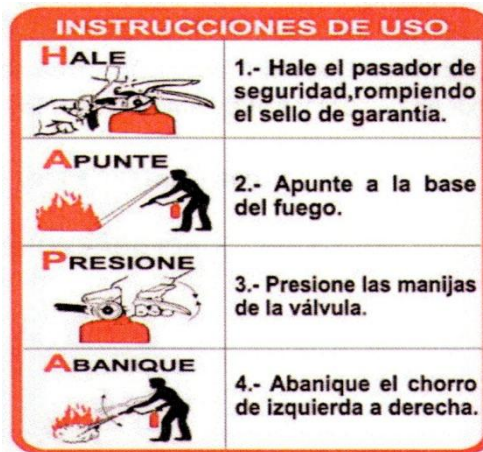 INSTRUCCIONES DE USO
HALE
1.- Hale el pasador de
seguridad,rompiendo
el sello de garantía.
APUNTE
2.- Apunte a la base
del fuego.
PRESIONE
3.- Presione las manijas
de la válvula.
ABANIQUE
4.- Abanique el chorro
de izquierda a derecha.